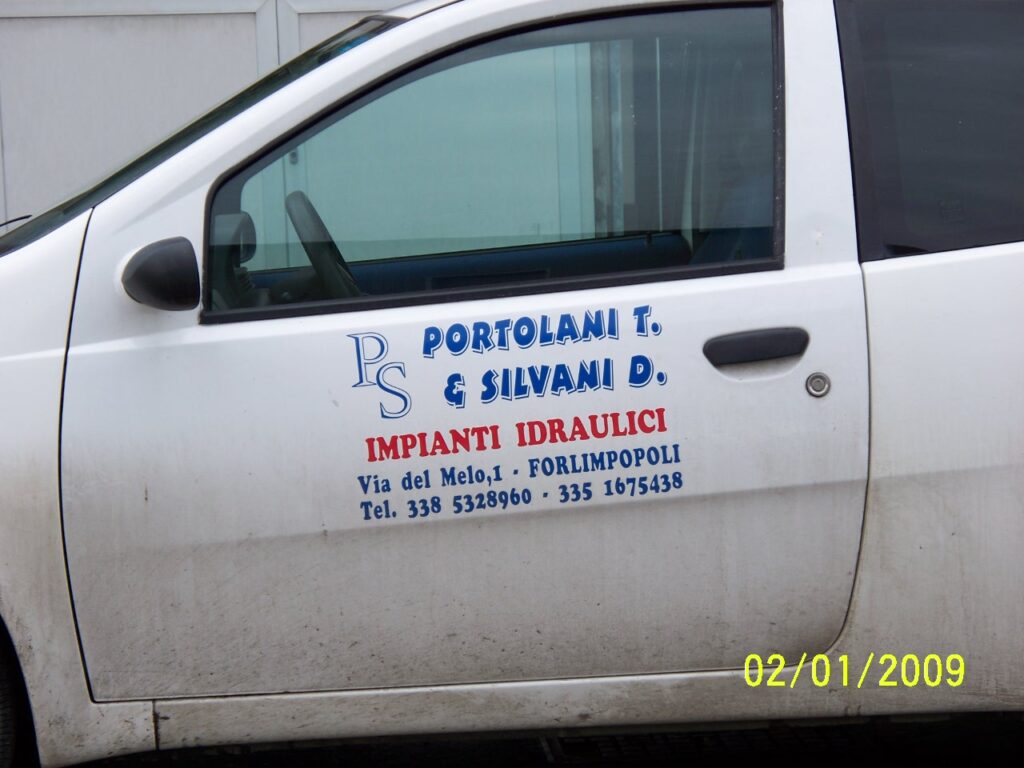 PS
PORTOLANI T.
& SILVANI D.
IMPIANTI IDRAULICI
Via del Melo,1 - FORLIMPOPOLI
Tel. 338 5328960 - 335 1675438
02/01/2009